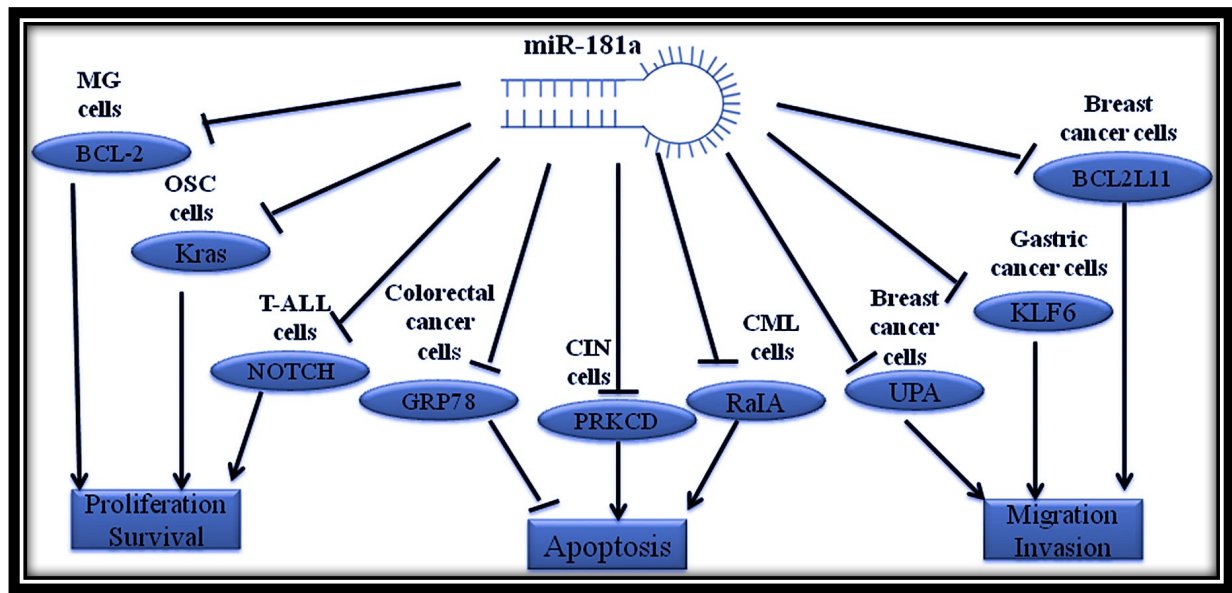 miR-181a
MG
cells
BCL-2
OSC
cells
Kras
T-ALL
cells
NOTCH
Colorectal
cancer
cells
GRP78
CIN
cells
PRKCD
CML
cells
RalA
Breast
cancer
cells
UPA
Gastric
cancer cells
KLF6
Breast
cancer cells
BCL2L11
Proliferation
Survival
Apoptosis
Migration
Invasion